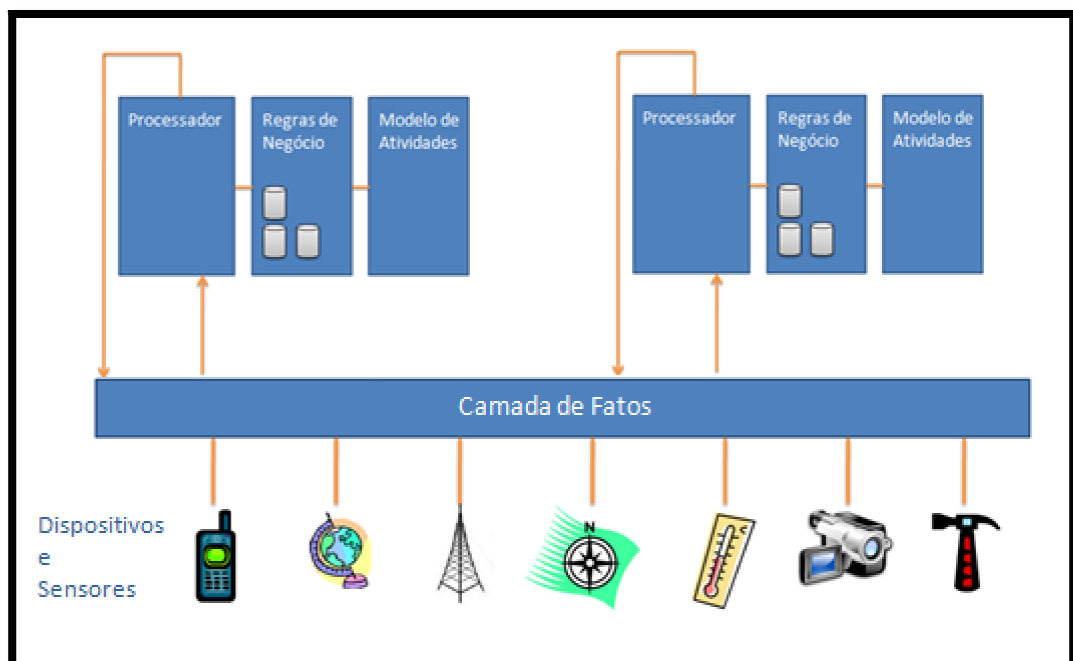 Processador
Regras de
Negócio
Modelo de
Atividades
Processador
Regras de
Negócio
Modelo de
Atividades
Camada de Fatos
Dispositivos
e
Sensores
N